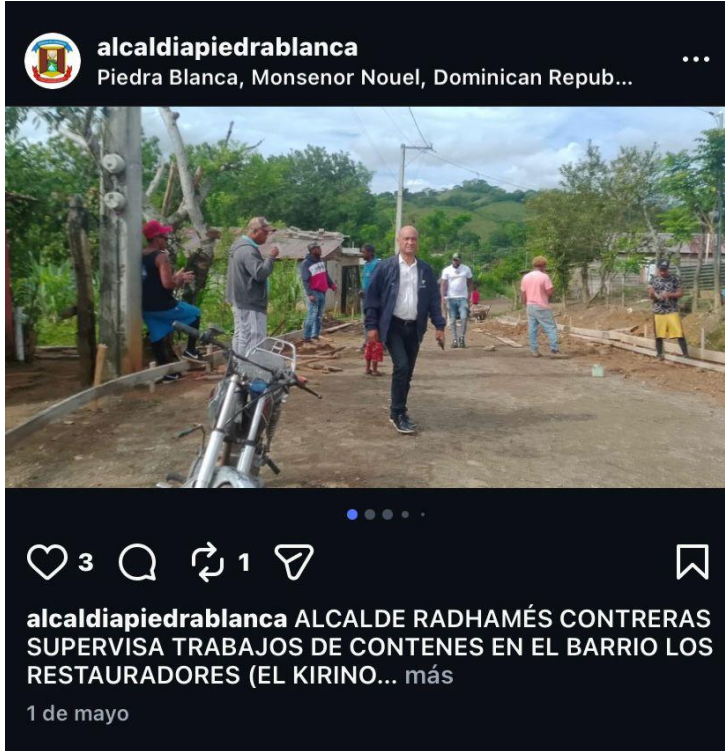 alcaldiapiedrablanca
Piedra Blanca, Monsenor Nouel, Dominican Repub...
3
1
alcaldiapiedrablanca ALCALDE RADHAMÉS CONTRERAS
SUPERVISA TRABAJOS DE CONTENES EN EL BARRIO LOS
RESTAURADORES (EL KIRINO... más
1 de mayo